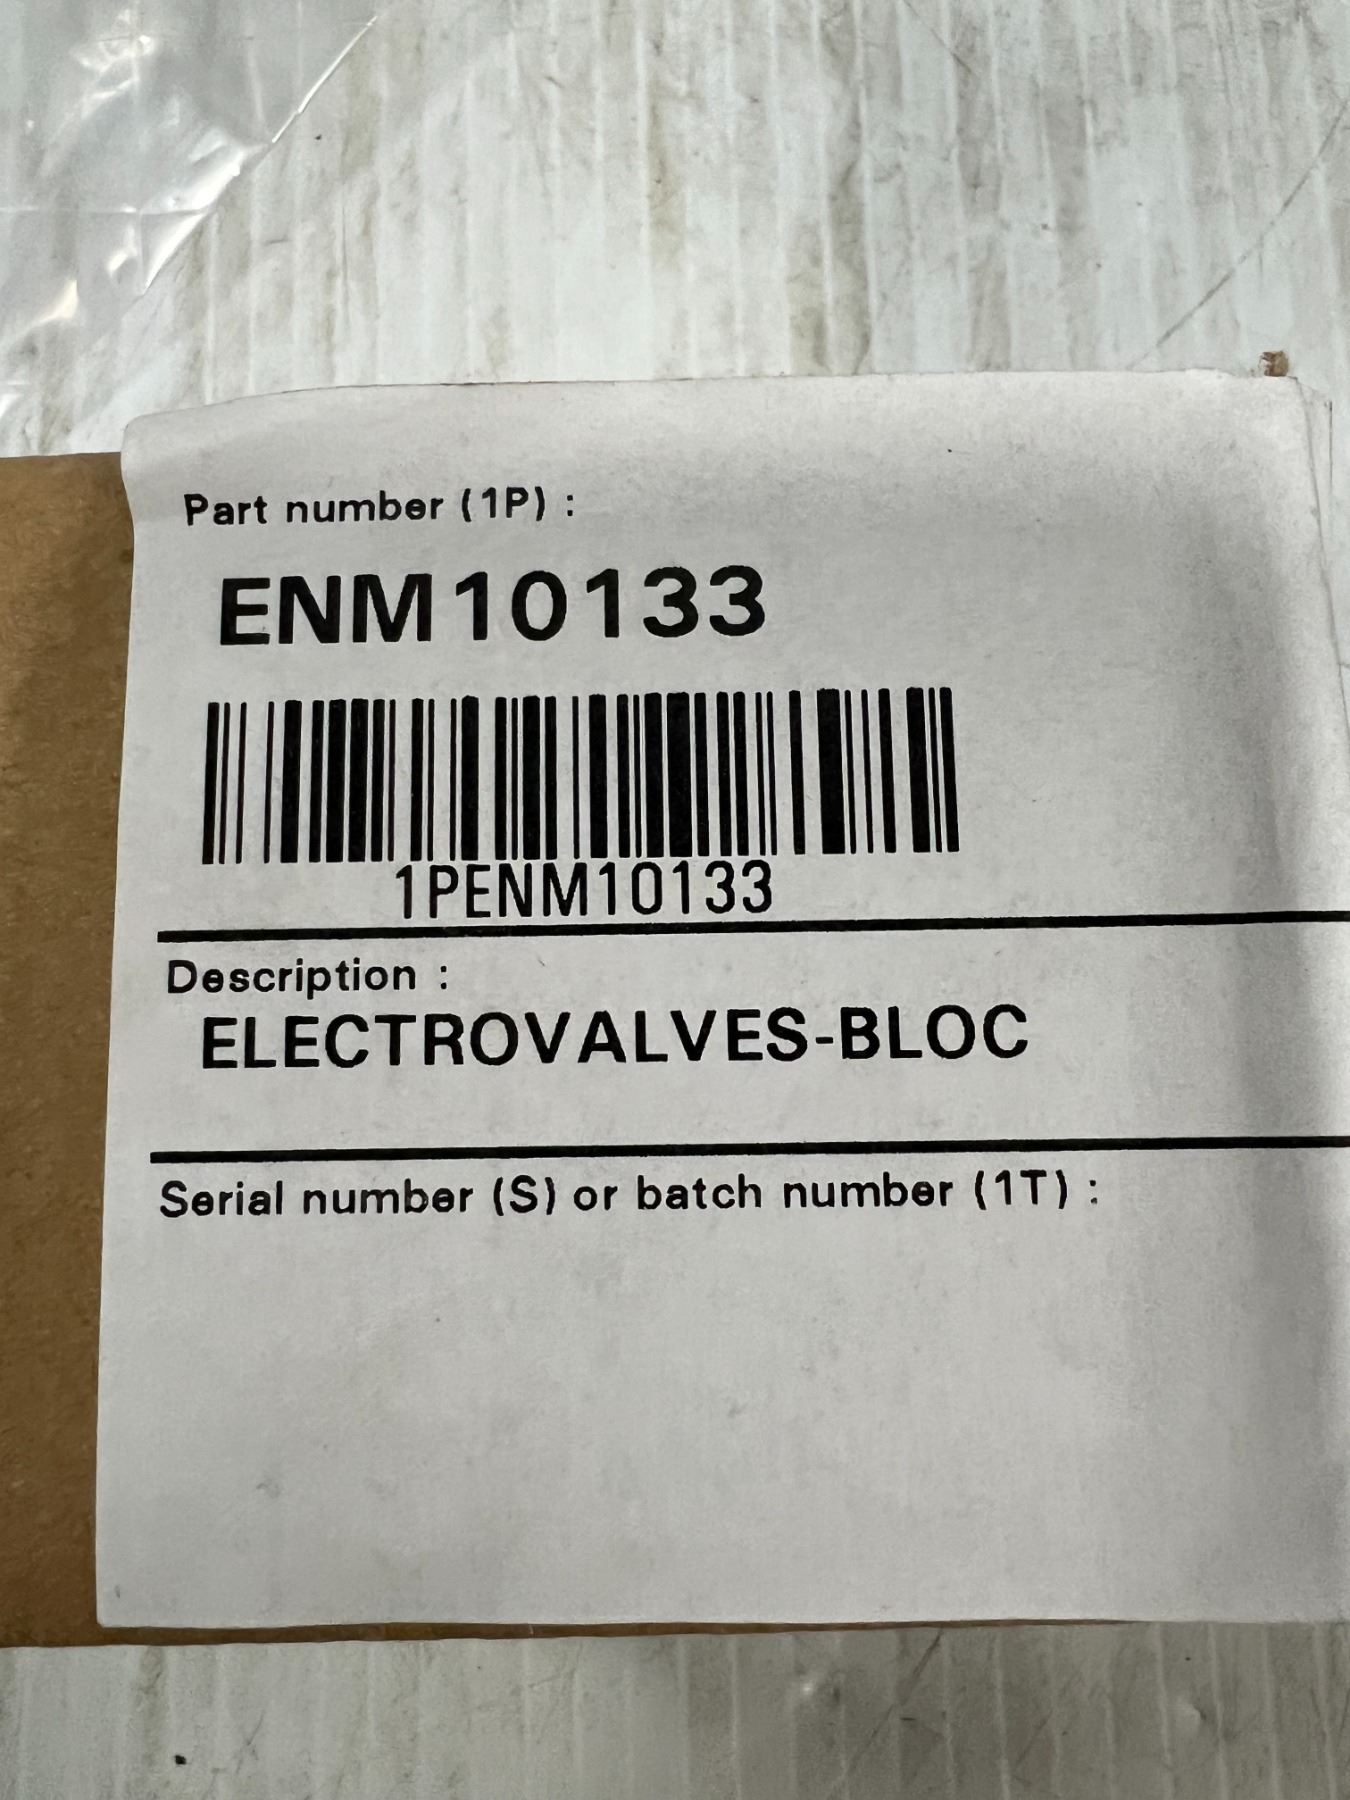 Part number (1P) :
ENM10133
1PENM10133
Description :
ELECTROVALVES-BLOC
Serial number (S) or batch number (1T) :